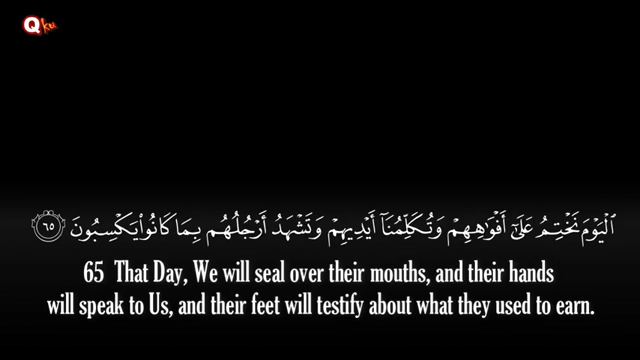 Qku
ٱلْيَوْمَ نَخْتِمُ عَلَىٰٓ أَفْوَٰهِهِمْ وَتُكَلِّمُنَآ أَيْدِيهِمْ وَتَشْهَدُ أَرْجُلُهُم بِمَا كَانُوا۟ يَكْسِبُونَ ٦٥
65 That Day, We will seal over their mouths, and their hands
will speak to Us, and their feet will testify about what they used to earn.